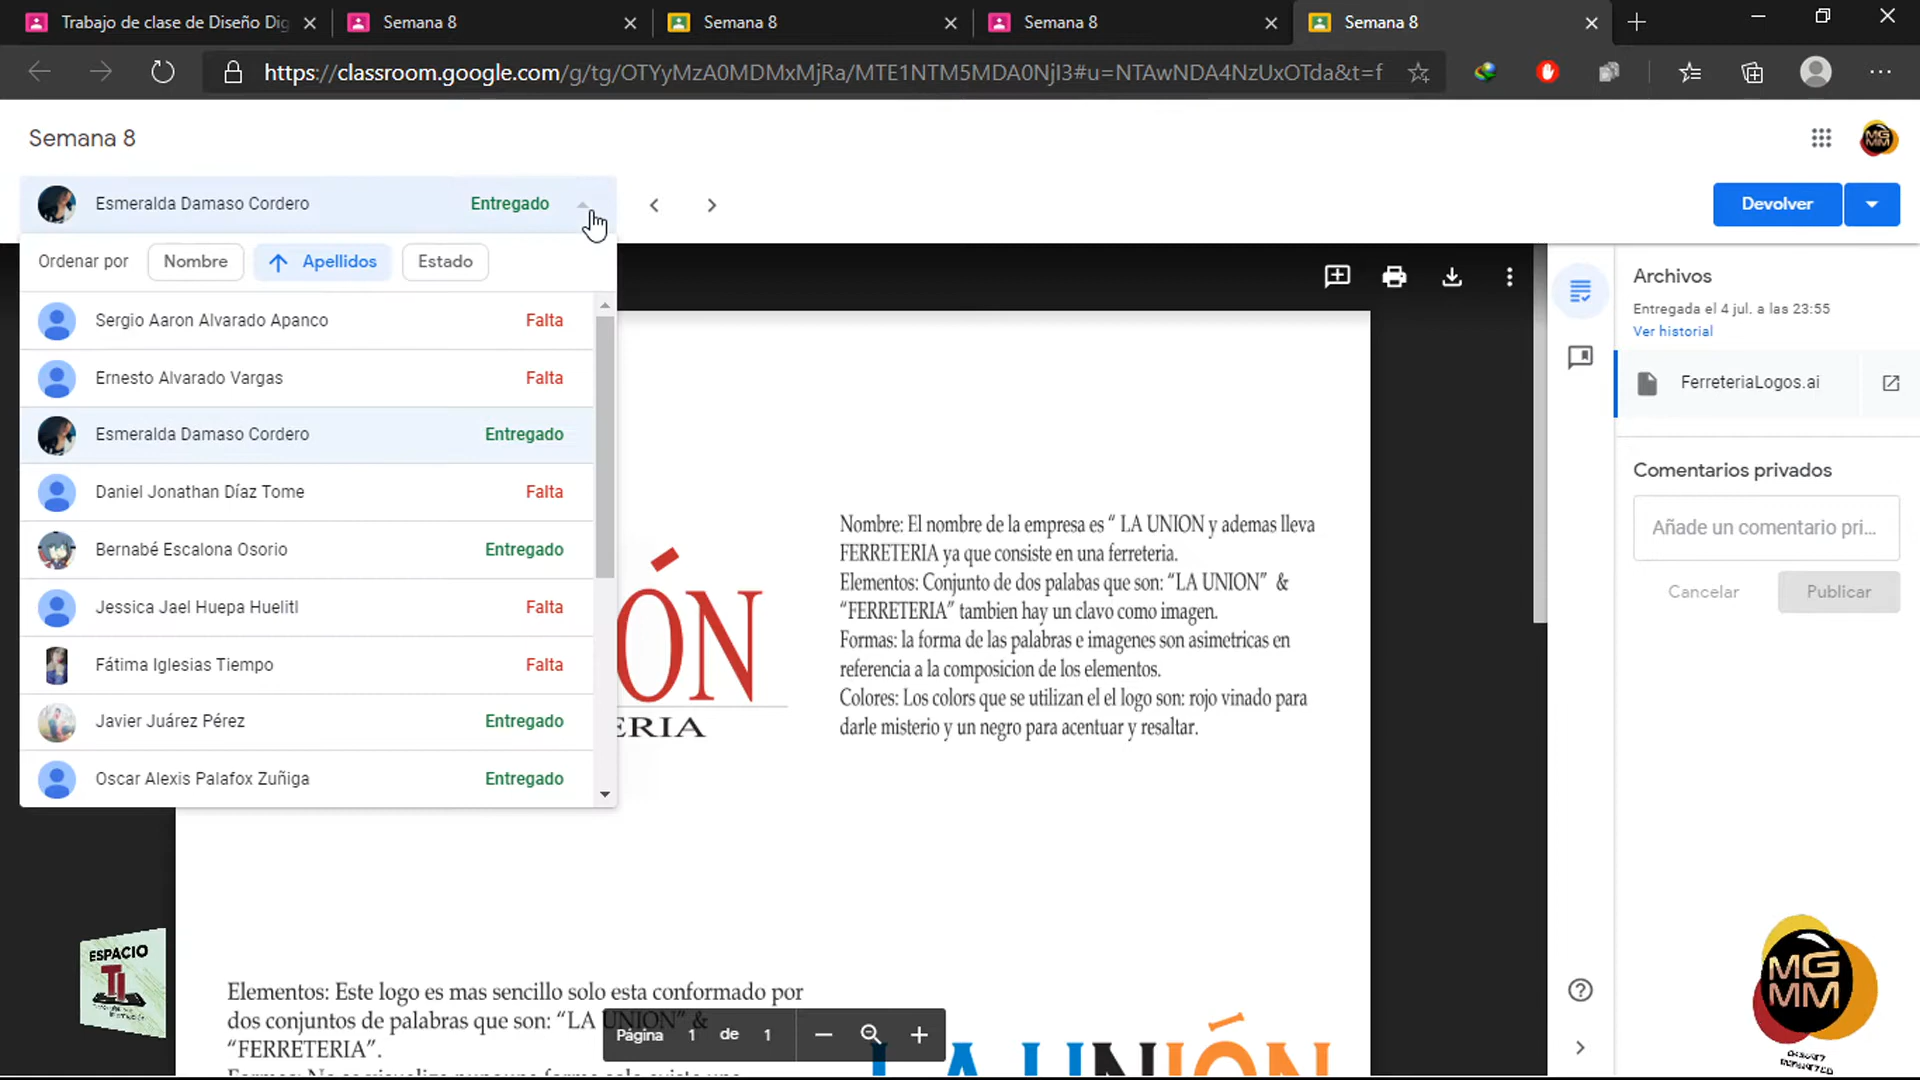 Trabajo de clase de Diseño Dig
Semana 8
Semana 8
Semana 8
Semana 8
https://classroom.google.com/g/tg/OTYyMzA0MDMxMjRa/MTE1NTM5MDA0NjI3#u=NTAwNDA4NzUxOTda&t=f
Semana 8
MG
MM
Esmeralda Damaso Cordero Entregado
Devolver
Ordenar por Nombre Apellidos Estado
Sergio Aaron Alvarado Apanco Falta
Ernesto Alvarado Vargas Falta
Esmeralda Damaso Cordero Entregado
Daniel Jonathan Díaz Tome Falta
Bernabé Escalona Osorio Entregado
Jessica Jael Huepa Huelitl Falta
Fátima Iglesias Tiempo Falta
Javier Juárez Pérez Entregado
Oscar Alexis Palafox Zuñiga Entregado
ÓN
ERIA
Nombre: El nombre de la empresa es “ LA UNION y ademas lleva
FERRETERIA ya que consiste en una ferreteria.
Elementos: Conjunto de dos palabas que son: “LA UNION” &
“FERRETERIA” tambien hay un clavo como imagen.
Formas: la forma de las palabras e imagenes son asimetricas en
referencia a la composicion de los elementos.
Colores: Los colors que se utilizan el el logo son: rojo vinado para
darle misterio y un negro para acentuar y resaltar.
Archivos
Entregada el 4 jul. a las 23:55
Ver historial
FerreteriaLogos.ai
Comentarios privados
Añade un comentario pri...
Cancelar Publicar
ESPACIO
TI
Elementos: Este logo es mas sencillo solo esta conformado por
dos conjuntos de palabras que son: “LA UNION” &
“FERRETERIA”.
Página 1 de 1
LA UNIÓN
MG
MM